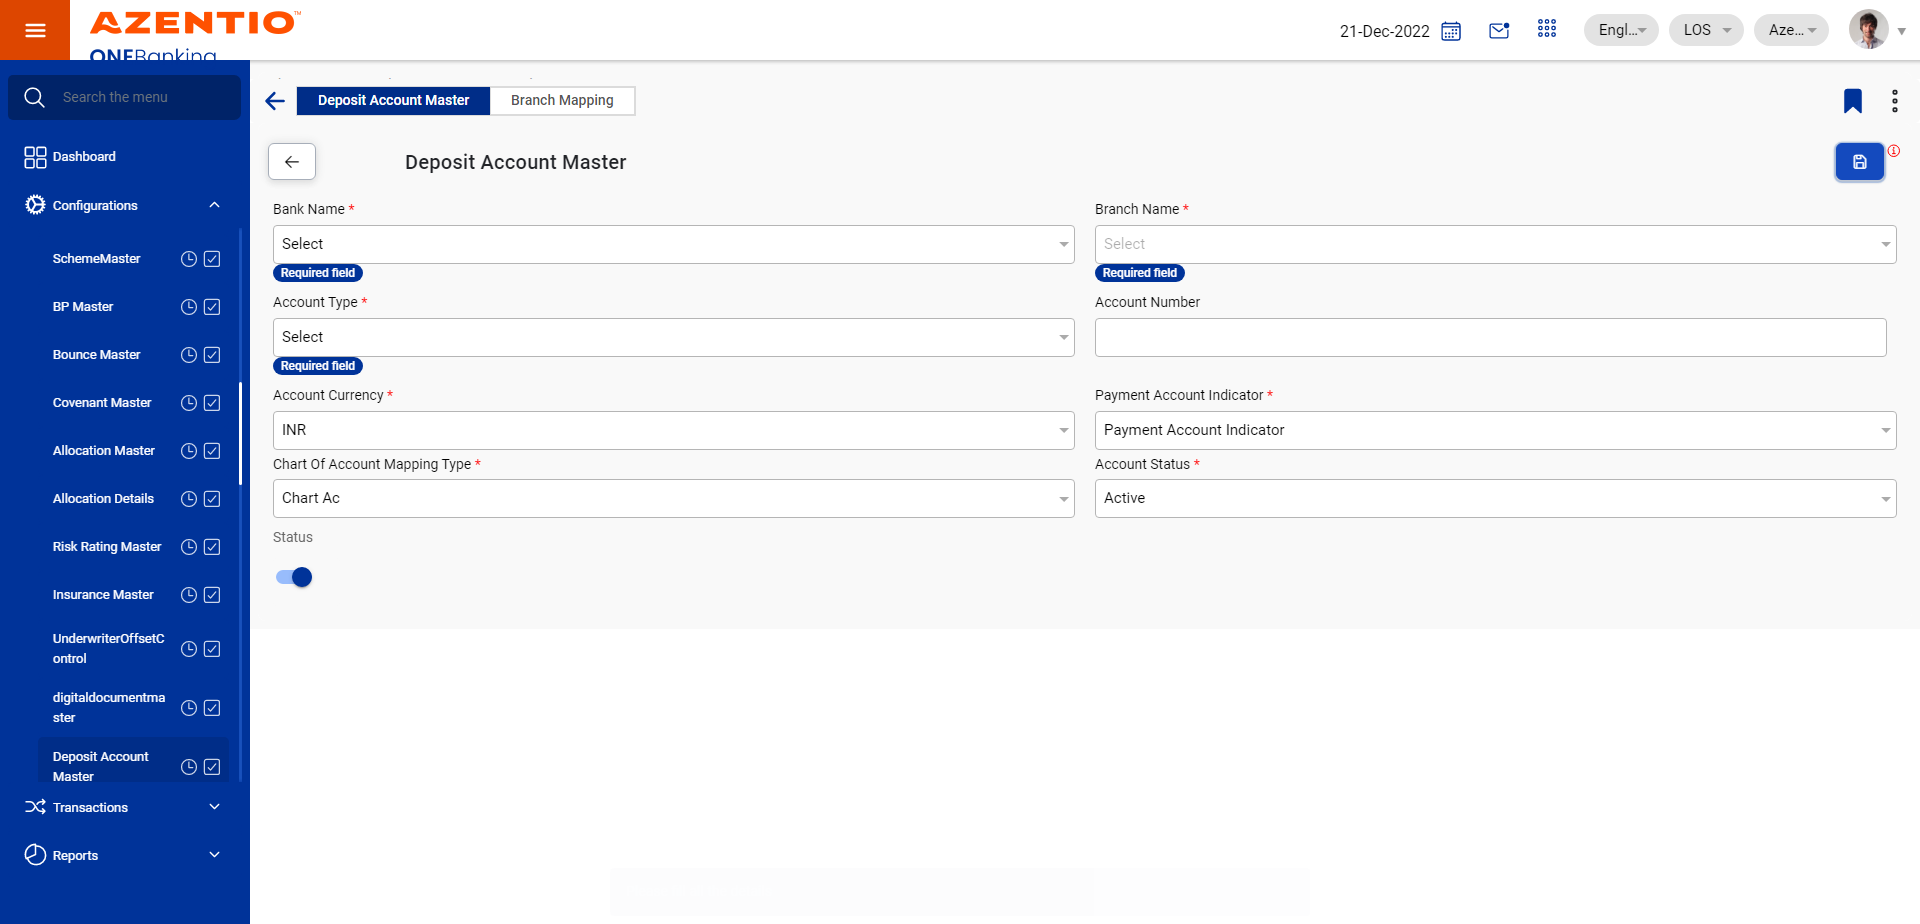 AZENTIO™
ONEBanking
21-Dec-2022
Engl...
LOS
Aze...
Search the menu
Dashboard
Configurations
SchemeMaster
BP Master
Bounce Master
Covenant Master
Allocation Master
Allocation Details
Risk Rating Master
Insurance Master
UnderwriterOffsetC
ontrol
digitaldocumentma
ster
Deposit Account
Master
Transactions
Reports
Deposit Account Master
Branch Mapping
Deposit Account Master
Bank Name *
Branch Name *
Select
Select
Required field
Required field
Account Type *
Account Number
Select
Required field
Account Currency *
Payment Account Indicator *
INR
Payment Account Indicator
Chart Of Account Mapping Type *
Account Status *
Chart Ac
Active
Status